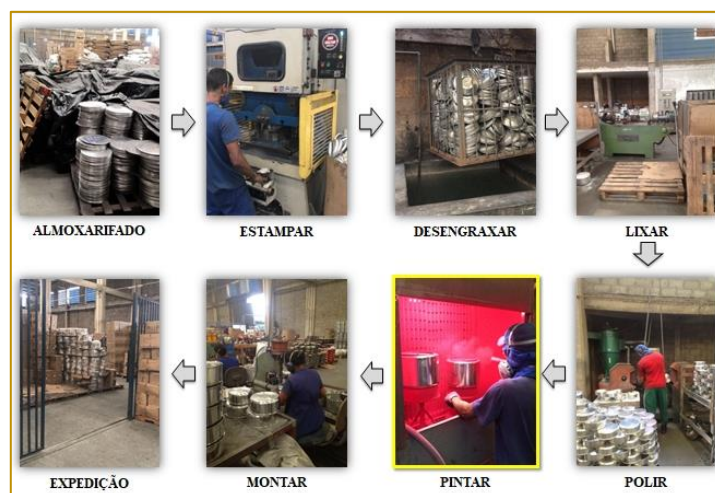 ALMOXARIFADO
ESTAMPAR
DESENGRAXAR
LIXAR
EXPEDIÇÃO
MONTAR
PINTAR
POLIR